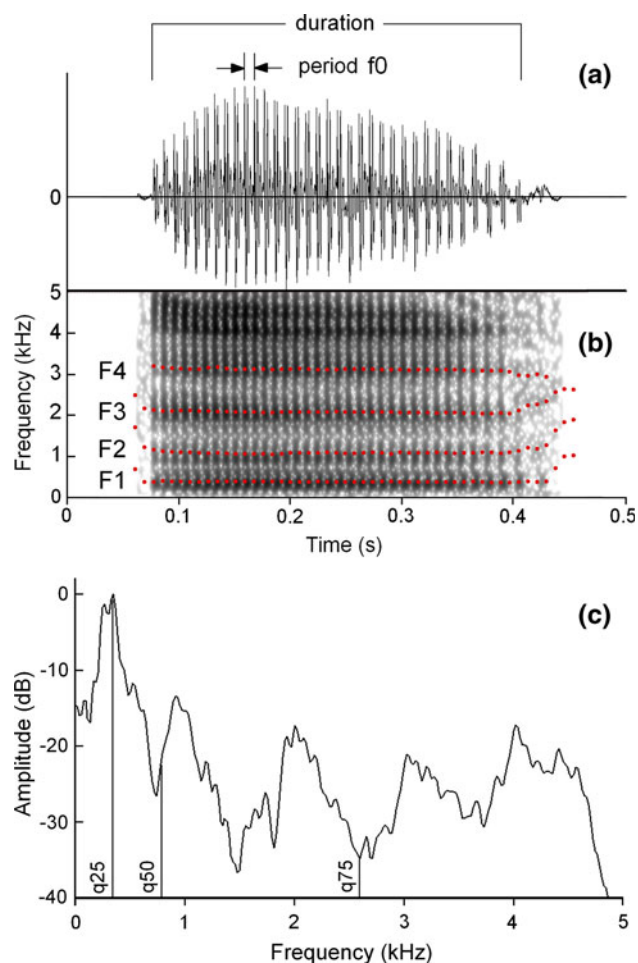 duration
period f0
(a)
0
5
4
3
2
1
0
Frequency (kHz)
(b)
F4
F3
F2
F1
0 0.1 0.2 0.3 0.4 0.5
Time (s)
(c)
0
-10
-20
-30
-40
Amplitude (dB)
q25 q50 q75
0 1 2 3 4 5
Frequency (kHz)